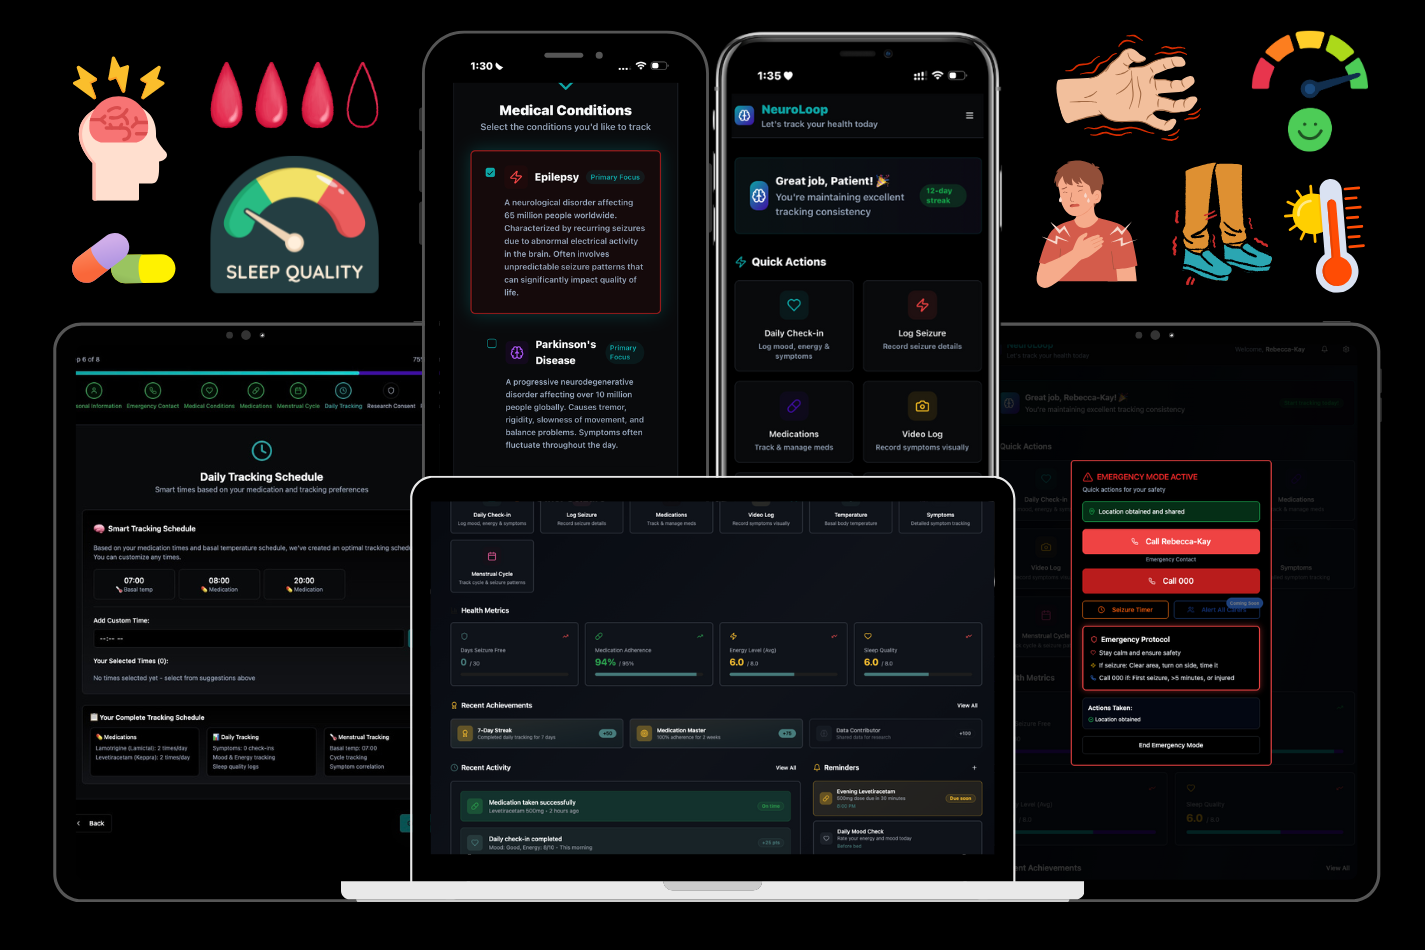 SLEEP QUALITY
1:30
Medical Conditions
Select the conditions you'd like to track
Epilepsy
Primary Focus
A neurological disorder affecting
65 million people worldwide.
Characterized by recurring seizures
due to abnormal electrical activity
in the brain. Often involves
unpredictable seizure patterns that
can significantly impact quality of
life.
Parkinson's
Disease
Primary
Focus
A progressive neurodegenerative
disorder affecting over 10 million
people globally. Causes tremor,
rigidity, slowness of movement, and
balance problems. Symptoms often
fluctuate throughout the day.
1:35
NeuroLoop
Let's track your health today
Great job, Patient!
You're maintaining excellent
tracking consistency
12-day
streak
Quick Actions
Daily Check-in
Log mood, energy &
symptoms
Log Seizure
Record seizure details
Medications
Track & manage meds
Video Log
Record symptoms visually
p 6 of 8
75%
sonal Information
Emergency Contact
Medical Conditions
Medications
Menstrual Cycle
Daily Tracking
Research Consent
Daily Tracking Schedule
Smart times based on your medication and tracking preferences
Smart Tracking Schedule
Based on your medication times and basal temperature schedule, we've created an optimal tracking sched
You can customize any times.
07:00
Basal temp
08:00
Medication
20:00
Medication
Add Custom Time:
--:-- --
Your Selected Times (0):
No times selected yet - select from suggestions above
Your Complete Tracking Schedule
Medications
Lamotrigine (Lamictal): 2 times/day
Levetiracetam (Keppra): 2 times/day
Daily Tracking
Symptoms: 0 check-ins
Mood & Energy tracking
Sleep quality logs
Menstrual Tracking
Basal temp: 07:00
Cycle tracking
Symptom correlation
Back
Daily Check-in
Log mood, energy & symptoms
Log Seizure
Record seizure details
Medications
Track & manage meds
Video Log
Record symptoms visually
Temperature
Basal body temperature
Symptoms
Detailed symptom tracking
Menstrual Cycle
Track cycle & seizure patterns
Health Metrics
Days Seizure Free
0 / 30
Medication Adherence
94% / 95%
Energy Level (Avg)
6.0 / 8.0
Sleep Quality
6.0 / 8.0
Recent Achievements
View All
7-Day Streak
Completed daily tracking for 7 days
+50
Medication Master
100% adherence for 2 weeks
+75
Data Contributor
Shared data for research
+100
Recent Activity
View All
Medication taken successfully
Levetiracetam 500mg - 2 hours ago
On time
Daily check-in completed
Mood: Good, Energy: 8/10 - This morning
+25 pts
Reminders
+
Evening Levetiracetam
500mg dose due in 30 minutes
8:00 PM
Due soon
Daily Mood Check
Rate your energy and mood today
Before bed
NeuroLoop
Let's track your health today
Welcome, Rebecca-Kay
Great job, Rebecca-Kay!
You're maintaining excellent tracking consistency
Quick Actions
Daily Check-in
Medications
Video Log
Symptoms
Menstrual Cycle
th Metrics
Seizure Free
y Level (Avg)
/ 8.0
Sleep Quality
6.0 / 8.0
ent Achievements
View All
EMERGENCY MODE ACTIVE
Quick actions for your safety
Location obtained and shared
Call Rebecca-Kay
Emergency Contact
Call 000
Seizure Timer
Coming Soon
Alert All
Emergency Protocol
Stay calm and ensure safety
If seizure: Clear area, turn on side, time it
Call 000 if: First seizure, >5 minutes, or injured
Actions Taken:
Location obtained
End Emergency Mode